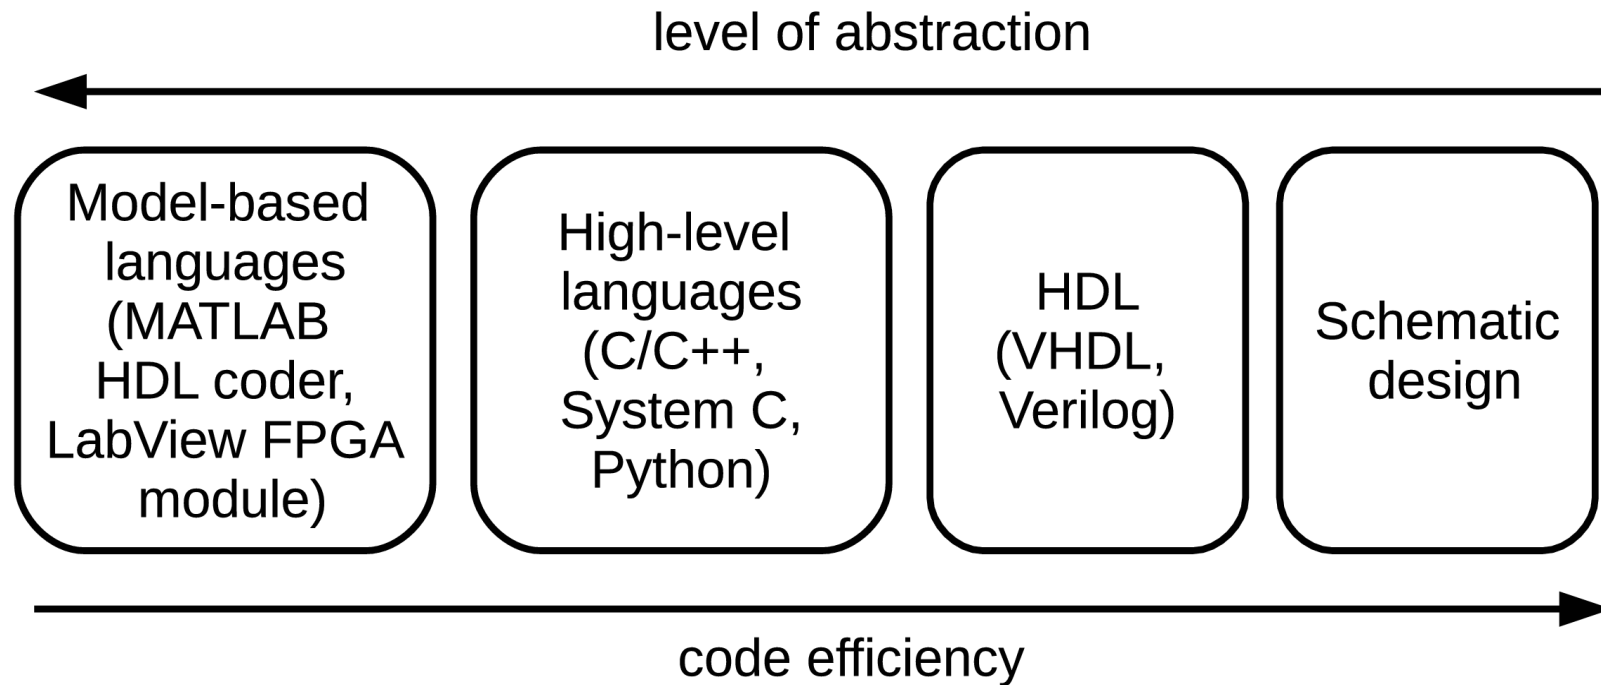 level of abstraction
Model-based
languages
(MATLAB
HDL coder,
LabView FPGA
module)
High-level
languages
(C/C++,
System C,
Python)
HDL
(VHDL,
Verilog)
Schematic
design
code efficiency